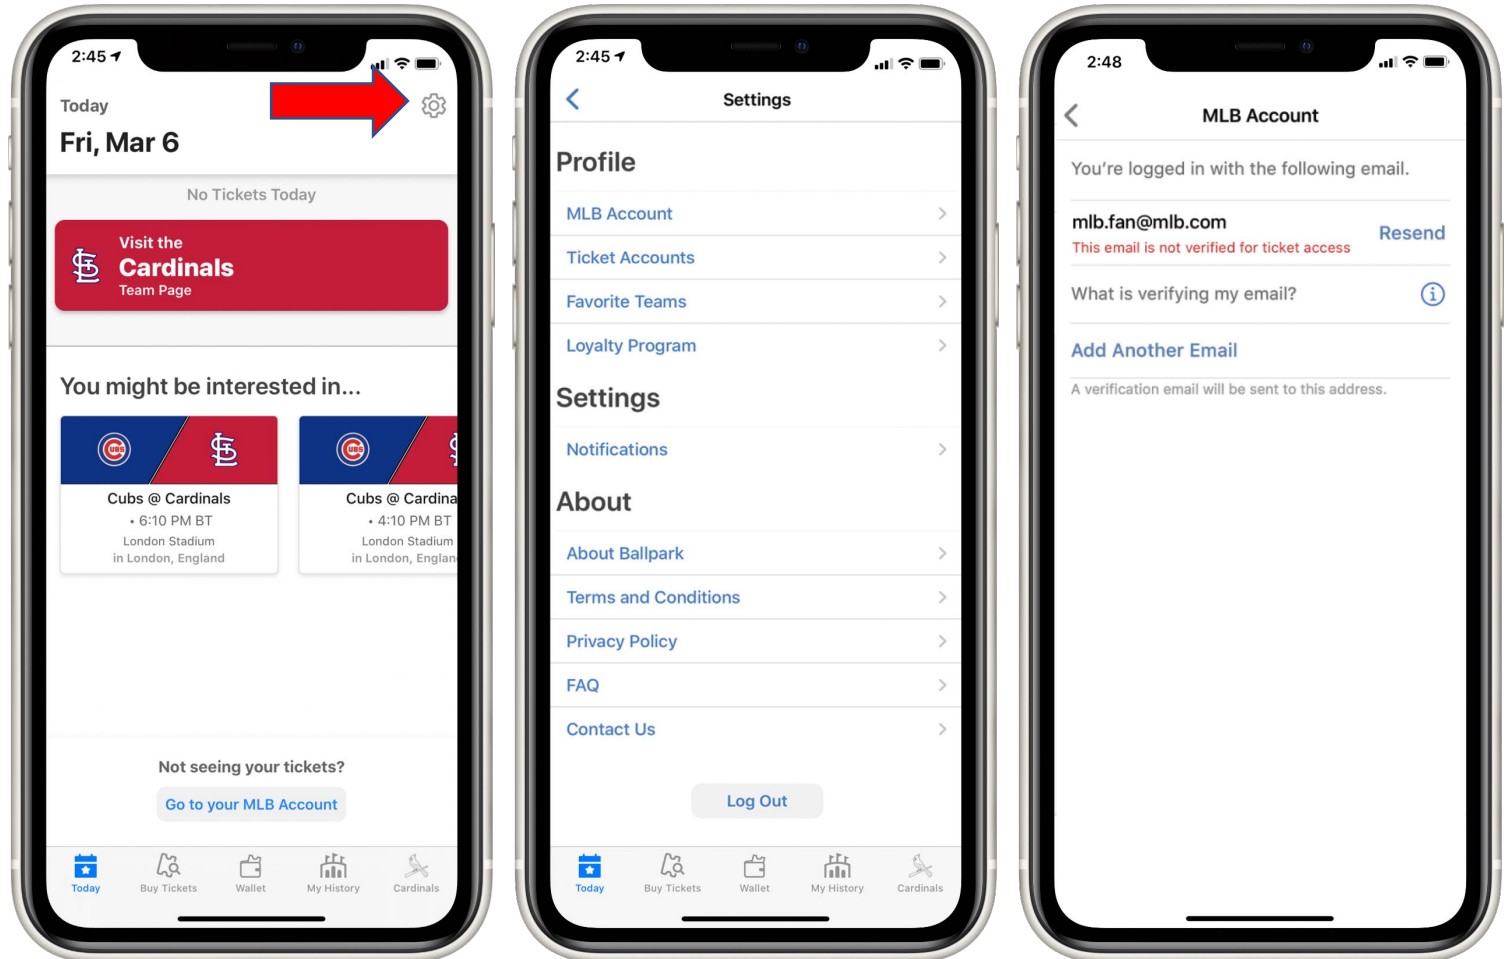 2:45
Today
Fri, Mar 6
No Tickets Today
Visit the
Cardinals
Team Page
You might be interested in...
CUBS
Cubs @ Cardinals
• 6:10 PM BT
London Stadium
in London, England
CUBS
Cubs @ Cardina
• 4:10 PM BT
London Stadium
in London, Englan
Not seeing your tickets?
Go to your MLB Account
Today
Buy Tickets
Wallet
My History
Cardinals
2:45
Settings
Profile
MLB Account
Ticket Accounts
Favorite Teams
Loyalty Program
Settings
Notifications
About
About Ballpark
Terms and Conditions
Privacy Policy
FAQ
Contact Us
Log Out
Today
Buy Tickets
Wallet
My History
Cardinals
2:48
MLB Account
You're logged in with the following email.
mlb.fan@mlb.com
This email is not verified for ticket access
Resend
What is verifying my email?
Add Another Email
A verification email will be sent to this address.